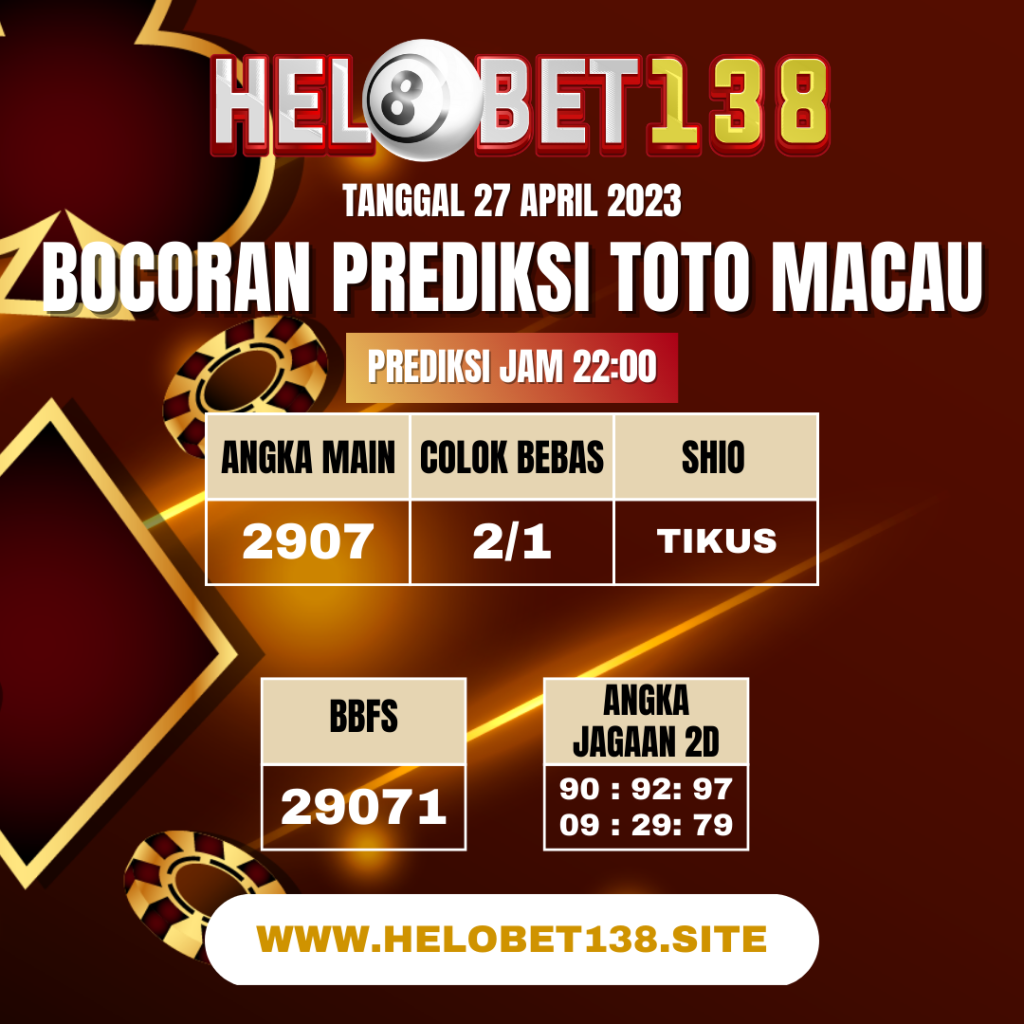 HELOBET138
TANGGAL 27 APRIL 2023
BOCORAN PREDIKSI TOTO MACAU
PREDIKSI JAM 22:00
ANGKA MAIN COLOK BEBAS SHIO
2907 2/1 TIKUS
BBFS
29071
ANGKA
JAGAAN 2D
90 : 92: 97
09 : 29: 79
WWW.HELOBET138.SITE